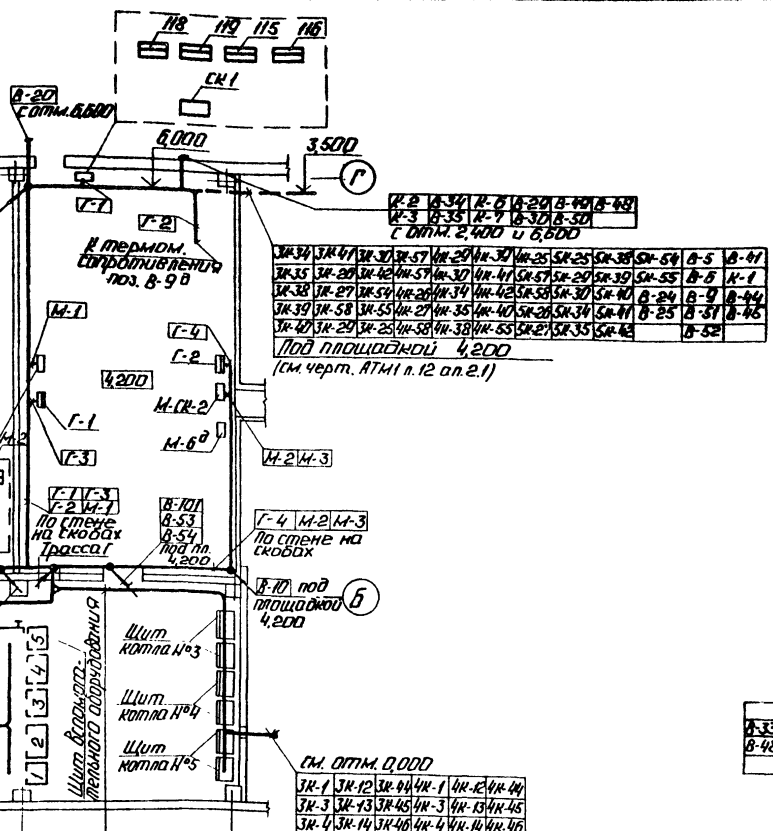 118 119 115 116
СК1
В-20
с отм. 6,600
6,000
3,500
Г
Г-1
Г-2
К термом.
сопротивления
поз. В-9д
К-2 В-34 К-6 В-29 В-49 В-48
К-3 В-35 К-7 В-30 В-50
с отм. 2,400 и 6,600
3К-34 3К-41 3К-30 3К-57 4К-29 4К-39 4К-25 5К-25 5К-38 5К-54 В-5 В-41
3К-35 3К-28 3К-42 4К-57 4К-30 4К-41 5К-57 5К-29 5К-39 5К-55 В-6 К-1
3К-38 3К-27 3К-54 4К-26 4К-34 4К-42 5К-58 5К-30 5К-40 В-24 В-9 В-44
3К-39 3К-58 3К-55 4К-27 4К-35 4К-40 5К-26 5К-34 5К-41 В-25 В-51 В-46
3К-40 3К-29 3К-25 4К-58 4К-38 4К-55 5К-27 5К-35 5К-42 В-52
Под площадкой 4,200
(см. черт. АТМ1 л.12 ал.2.1)
М-1
Г-4
Г-2
4,200
М-СК-2
Г-1
М-6д
М-2
Г-3
М-2 М-3
Г-1 Г-3
Г-2 М-1
По стене
на скобах
Трасса Г
В-101
В-53
В-54
под пл.
4,200
Г-4 М-2 М-3
По стене на
скобах
В-10 под
площадкой
4,200
Б
Щит
котла №3
Щит
котла №4
Щит
котла №5
Щит вспомога-
тельного оборудования
5
4
3
2
1
см. отм. 0,000
3К-1 3К-12 3К-44 4К-1 4К-12 4К-44
3К-3 3К-13 3К-45 4К-3 4К-13 4К-45
3К-4 3К-14 3К-46 4К-4 4К-14 4К-46
В-33
В-48